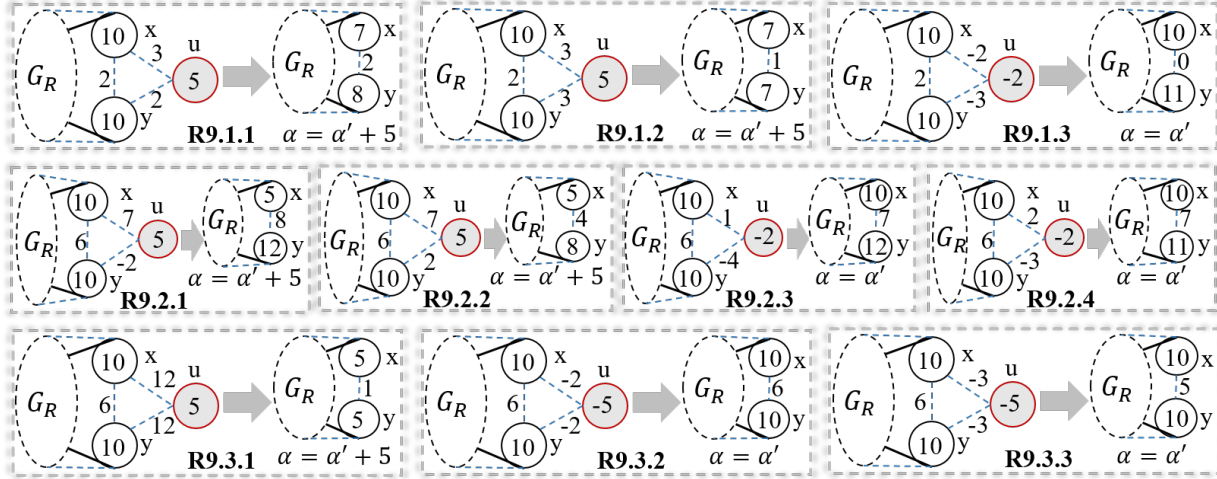 10 x 7 x
3 u
G_R 2 5 G_R 2
2
10 y 8 y
R9.1.1 α = α′ + 5
10 x 7 x
3 u
G_R 2 5 G_R 1
3
10 y 7 y
R9.1.2 α = α′ + 5
10 x 10 x
-2 u
G_R 2 -2 G_R 0
-3
10 y 11 y
R9.1.3 α = α′
10 x 5 x
7 u
G_R 6 5 G_R 8
-2
10 y 12 y
R9.2.1 α = α′ + 5
10 x 5 x
7 u
G_R 6 5 G_R 4
2
10 y 8 y
R9.2.2 α = α′ + 5
10 x 10 x
1 u
G_R 6 -2 G_R 7
-4
10 y 12 y
R9.2.3 α = α′
10 x 10 x
2 u
G_R 6 -2 G_R 7
-3
10 y 11 y
R9.2.4 α = α′
10 x 5 x
12 u
G_R 6 5 G_R 1
12
10 y 5 y
R9.3.1 α = α′ + 5
10 x 10 x
-2 u
G_R 6 -5 G_R 6
-2
10 y 10 y
R9.3.2 α = α′
10 x 10 x
-3 u
G_R 6 -5 G_R 5
-3
10 y 10 y
R9.3.3 α = α′